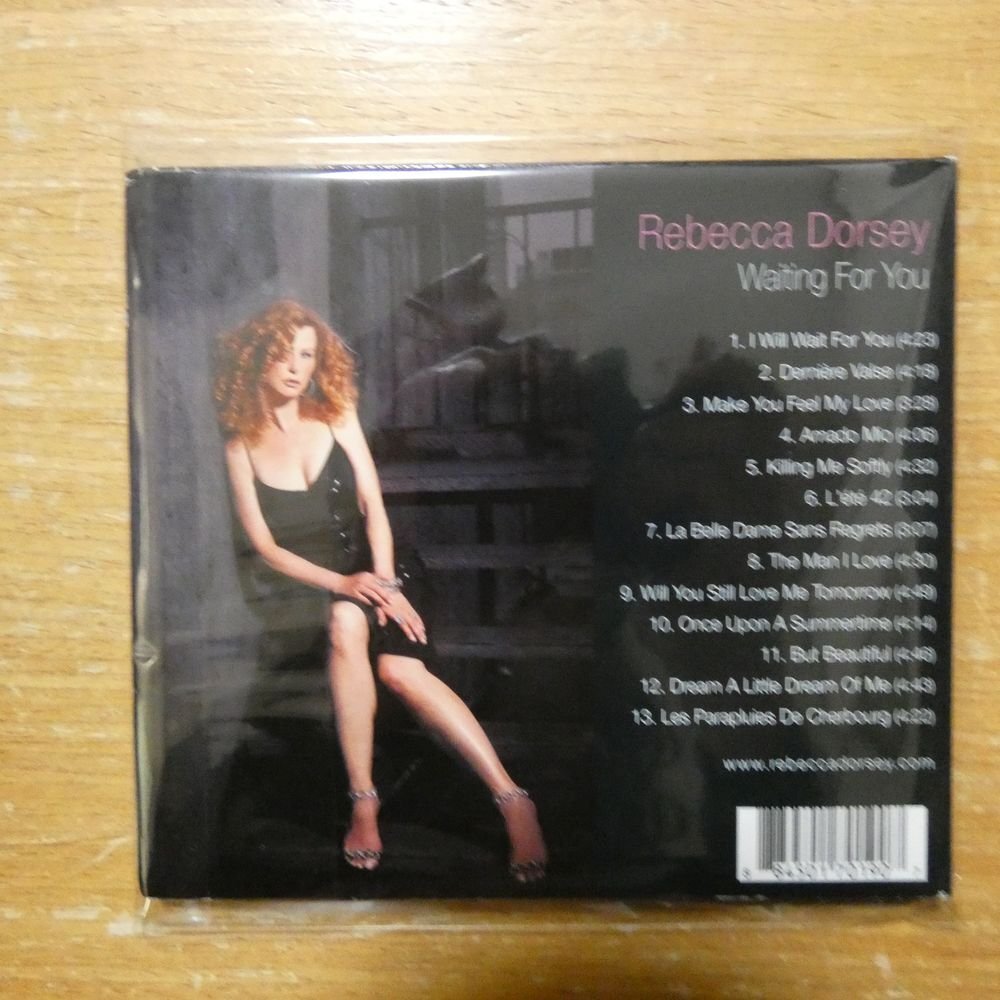 Rebecca Dorsey
Waiting For You
1. I Will Wait For You (4:23)
2. Dernière Valse (4:18)
3. Make You Feel My Love (3:28)
4. Amado Mio (4:06)
5. Killing Me Softly (4:32)
6. L'été 42 (3:04)
7. La Belle Dame Sans Regrets (3:07)
8. The Man I Love (4:30)
9. Will You Still Love Me Tomorrow (4:49)
10. Once Upon A Summertime (4:14)
11. But Beautiful (4:46)
12. Dream A Little Dream Of Me (4:43)
13. Les Parapluies De Cherbourg (4:22)
www.rebeccadorsey.com